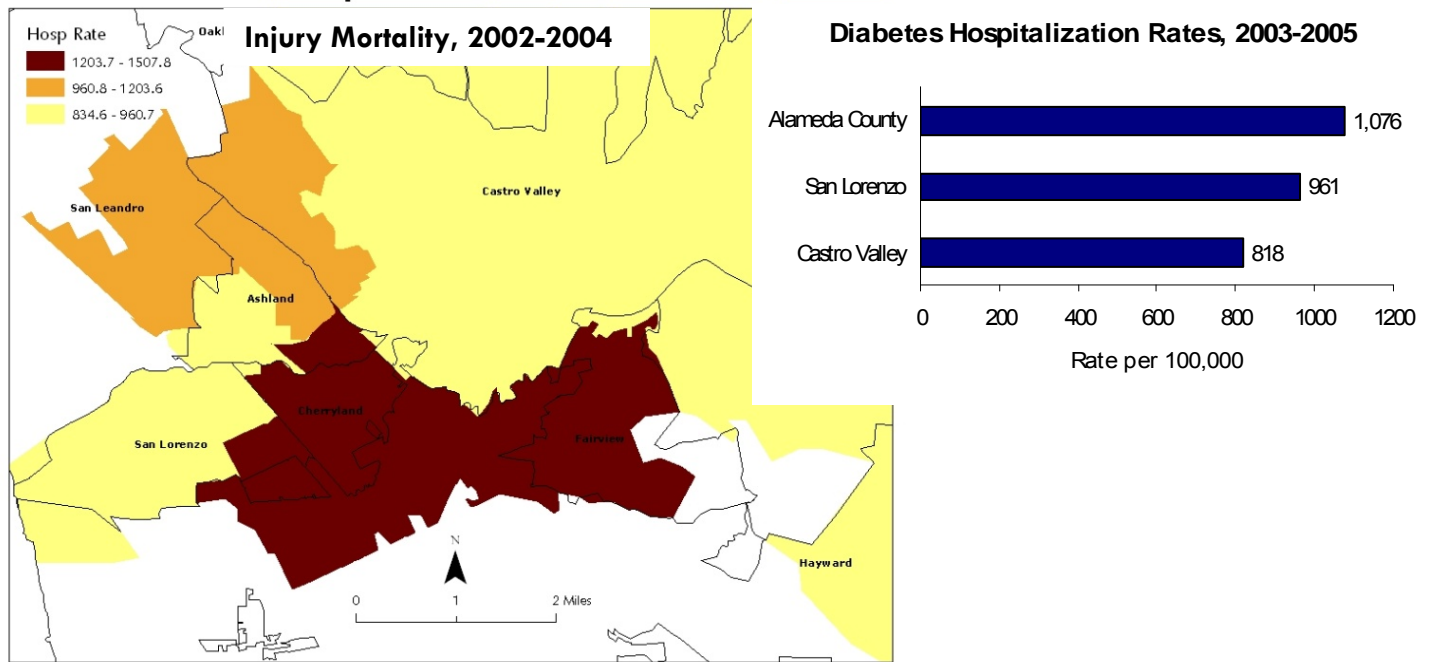 Injury Mortality, 2002-2004
Hosp Rate
1203.7 - 1507.8
960.8 - 1203.6
834.6 - 960.7
Oakl
San Leandro
Castro Valley
Ashland
Cherryland
San Lorenzo
Fairview
Hayward
N
0 1 2 Miles
Diabetes Hospitalization Rates, 2003-2005
Alameda County 1,076
San Lorenzo 961
Castro Valley 818
0 200 400 600 800 1000 1200
Rate per 100,000